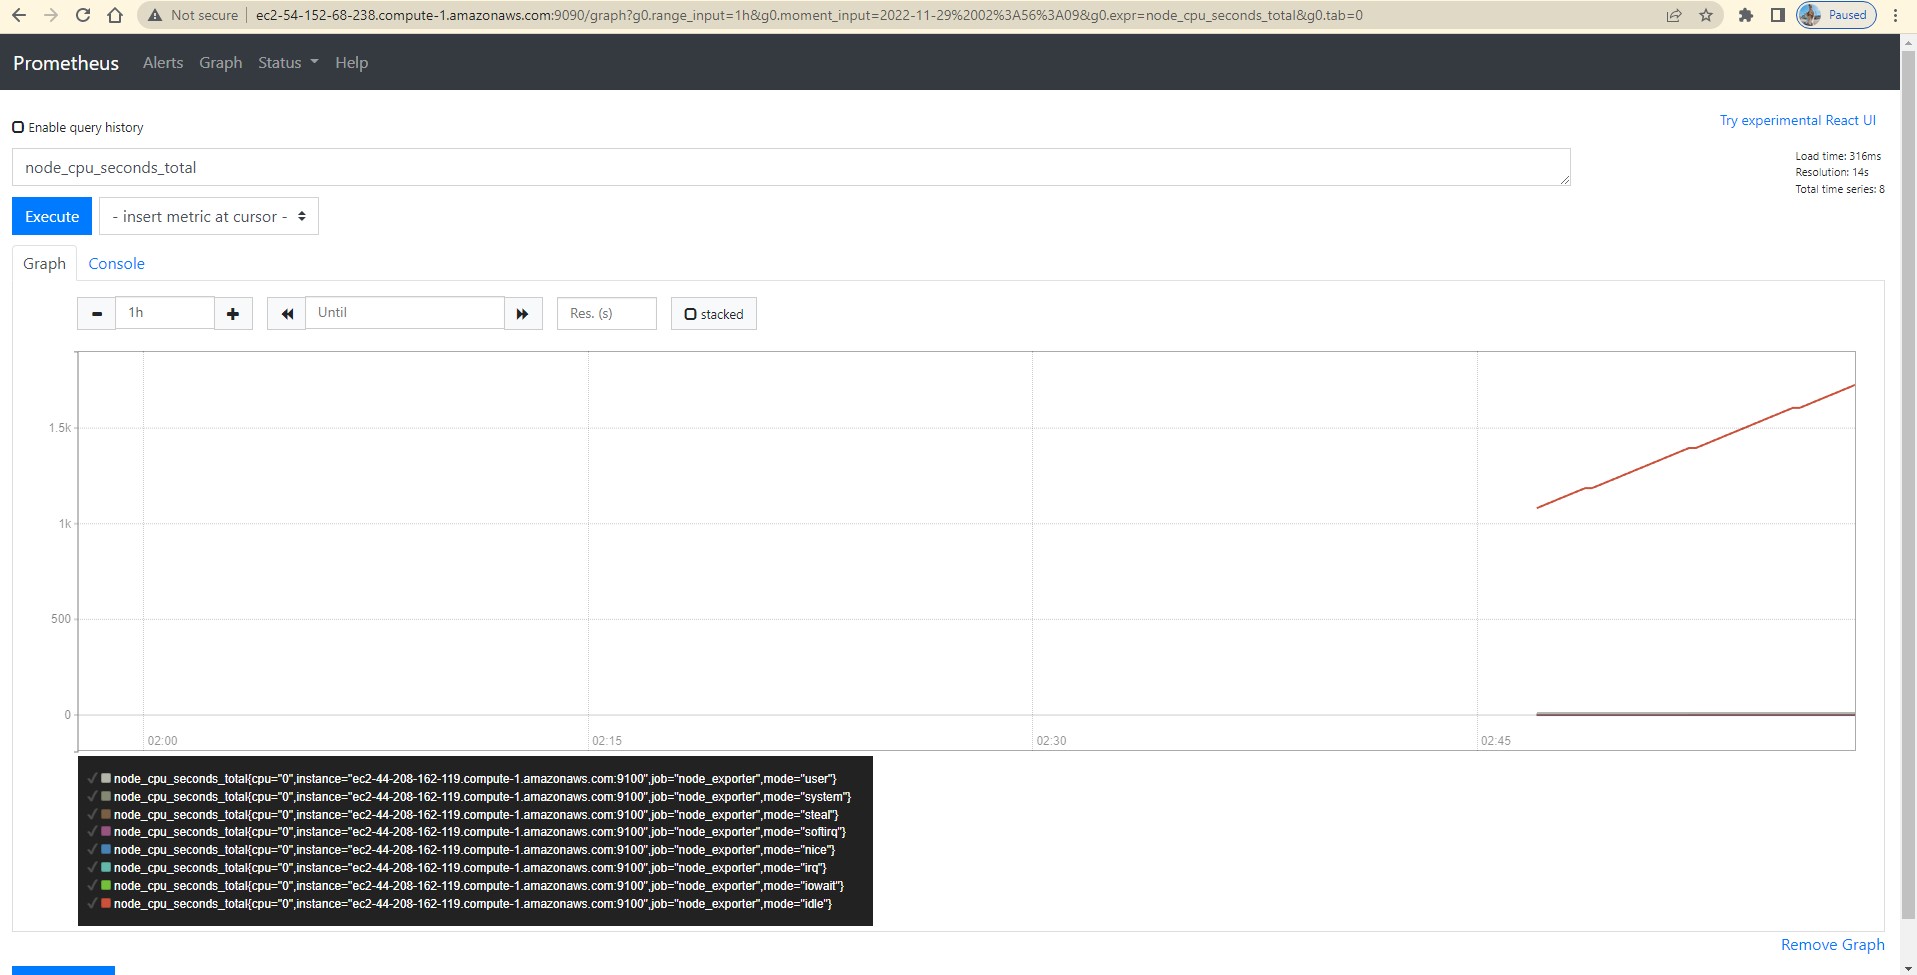 Not secure ec2-54-152-68-238.compute-1.amazonaws.com:9090/graph?g0.range_input=1h&g0.moment_input=2022-11-29%2002%3A56%3A09&g0.expr=node_cpu_seconds_total&g0.tab=0 Paused
Prometheus Alerts Graph Status Help
Enable query history
Try experimental React UI
node_cpu_seconds_total
Load time: 316ms
Resolution: 14s
Total time series: 8
Execute - insert metric at cursor -
Graph Console
1h Until Res. (s) stacked
1.5k
1k
500
0
02:00 02:15 02:30 02:45
node_cpu_seconds_total{cpu="0",instance="ec2-44-208-162-119.compute-1.amazonaws.com:9100",job="node_exporter",mode="user"}
node_cpu_seconds_total{cpu="0",instance="ec2-44-208-162-119.compute-1.amazonaws.com:9100",job="node_exporter",mode="system"}
node_cpu_seconds_total{cpu="0",instance="ec2-44-208-162-119.compute-1.amazonaws.com:9100",job="node_exporter",mode="steal"}
node_cpu_seconds_total{cpu="0",instance="ec2-44-208-162-119.compute-1.amazonaws.com:9100",job="node_exporter",mode="softirq"}
node_cpu_seconds_total{cpu="0",instance="ec2-44-208-162-119.compute-1.amazonaws.com:9100",job="node_exporter",mode="nice"}
node_cpu_seconds_total{cpu="0",instance="ec2-44-208-162-119.compute-1.amazonaws.com:9100",job="node_exporter",mode="irq"}
node_cpu_seconds_total{cpu="0",instance="ec2-44-208-162-119.compute-1.amazonaws.com:9100",job="node_exporter",mode="iowait"}
node_cpu_seconds_total{cpu="0",instance="ec2-44-208-162-119.compute-1.amazonaws.com:9100",job="node_exporter",mode="idle"}
Remove Graph